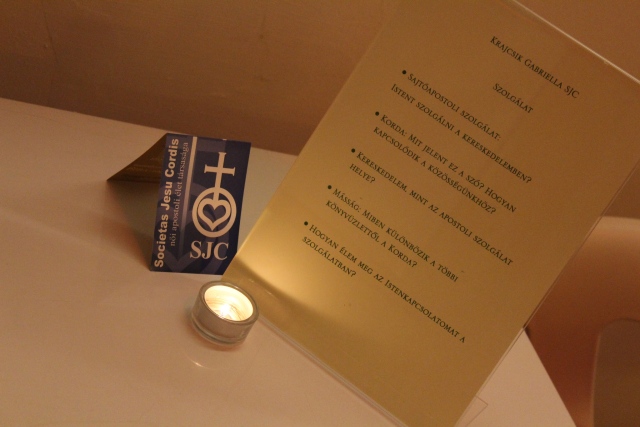 Societas Jesu Cordis
női apostoli élet társasága
SJC
Krajcsik Gabriella SJC
Szolgálat
• Sajtóapostoli szolgálat:
Istent szolgálni a kereskedelemben?
• Korda: Mit jelent ez a szó? Hogyan
kapcsolódik a közösségünkhöz?
• Kereskedelem, mint az apostoli szolgálat
helye?
• Másság: Miben különbözik a többi
könyvüzlettől a Korda?
• Hogyan élem meg az Istenkapcsolatomat a
szolgálatban?